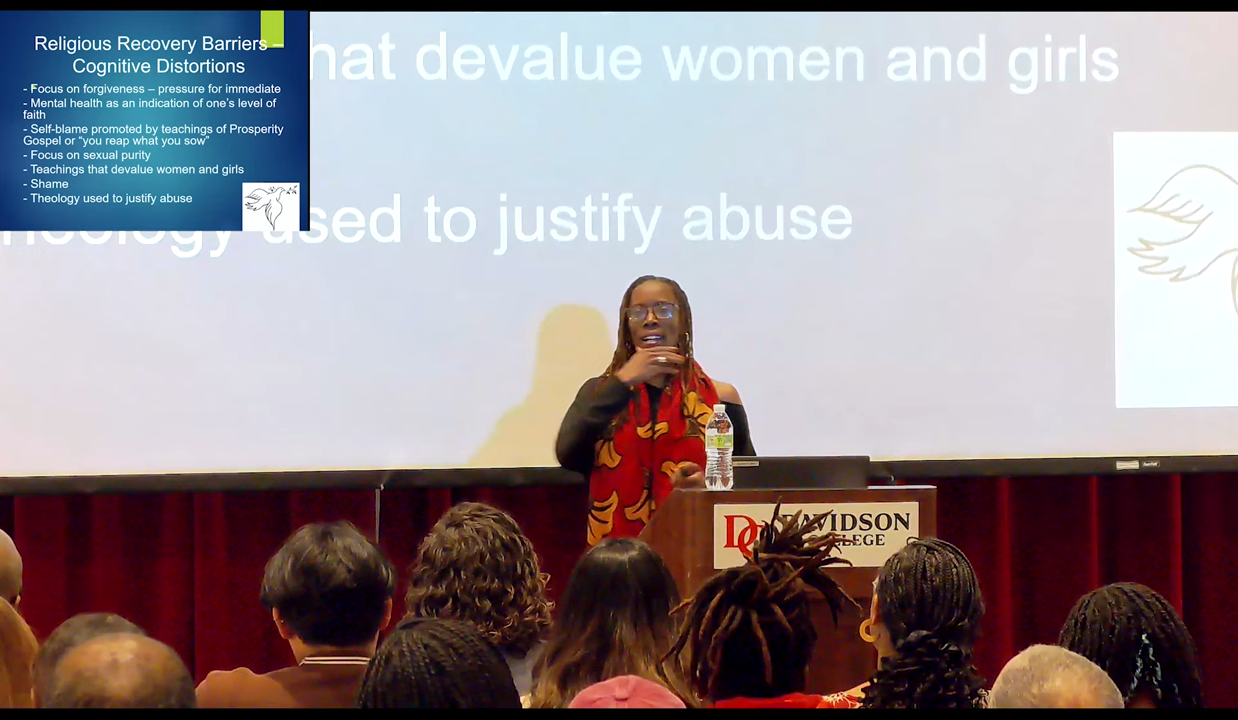 Religious Recovery Barriers –
Cognitive Distortions
- Focus on forgiveness – pressure for immediate
- Mental health as an indication of one's level of
faith
- Self-blame promoted by teachings of Prosperity
Gospel or "you reap what you sow"
- Focus on sexual purity
- Teachings that devalue women and girls
- Shame
- Theology used to justify abuse
hat devalue women and girls
heology used to justify abuse
DAVIDSON
COLLEGE